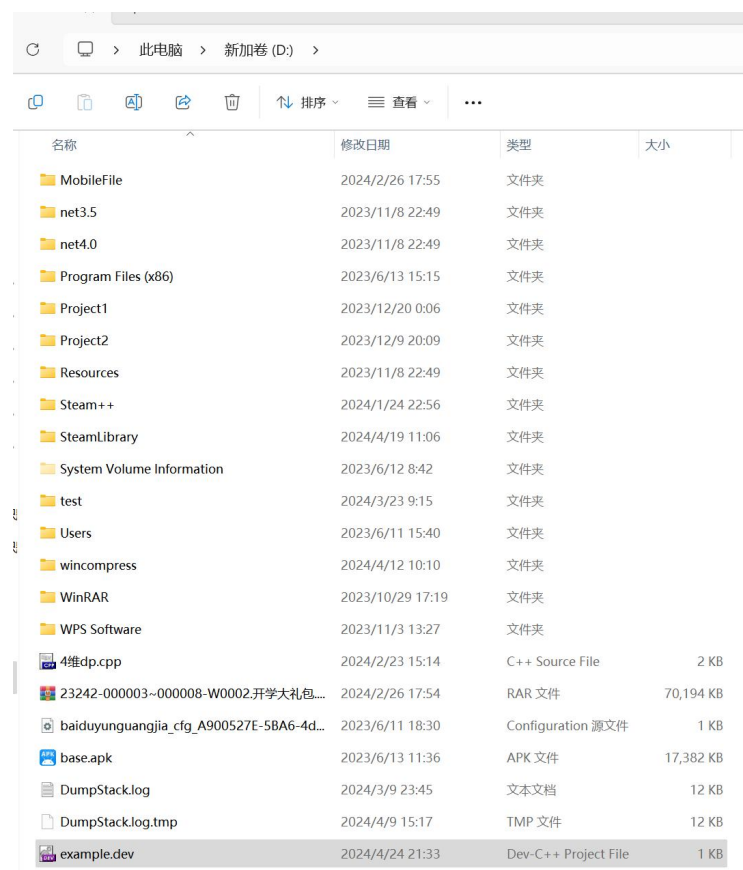 此电脑 > 新加卷 (D:) >
排序 查看 ...
名称 修改日期 类型 大小
MobileFile 2024/2/26 17:55 文件夹
net3.5 2023/11/8 22:49 文件夹
net4.0 2023/11/8 22:49 文件夹
Program Files (x86) 2023/6/13 15:15 文件夹
Project1 2023/12/20 0:06 文件夹
Project2 2023/12/9 20:09 文件夹
Resources 2023/11/8 22:49 文件夹
Steam++ 2024/1/24 22:56 文件夹
SteamLibrary 2024/4/19 11:06 文件夹
System Volume Information 2023/6/12 8:42 文件夹
test 2024/3/23 9:15 文件夹
Users 2023/6/11 15:40 文件夹
wincompress 2024/4/12 10:10 文件夹
WinRAR 2023/10/29 17:19 文件夹
WPS Software 2023/11/3 13:27 文件夹
4维dp.cpp 2024/2/23 15:14 C++ Source File 2 KB
23242-000003~000008-W0002.开学大礼包.... 2024/2/26 17:54 RAR 文件 70,194 KB
baiduyunguangjia_cfg_A900527E-5BA6-4d... 2023/6/11 18:30 Configuration 源文件 1 KB
base.apk 2023/6/13 11:36 APK 文件 17,382 KB
DumpStack.log 2024/3/9 23:45 文本文档 12 KB
DumpStack.log.tmp 2024/4/9 15:17 TMP 文件 12 KB
example.dev 2024/4/24 21:33 Dev-C++ Project File 1 KB